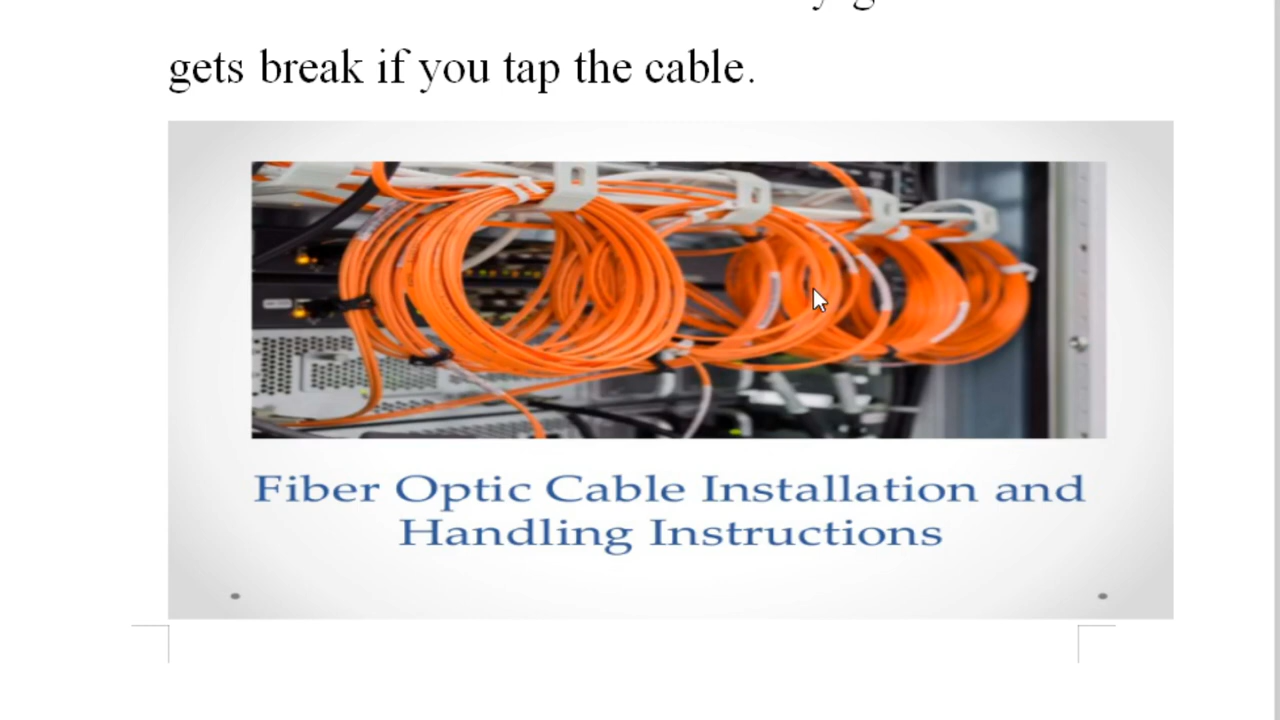 gets break if you tap the cable.
Fiber Optic Cable Installation and
Handling Instructions